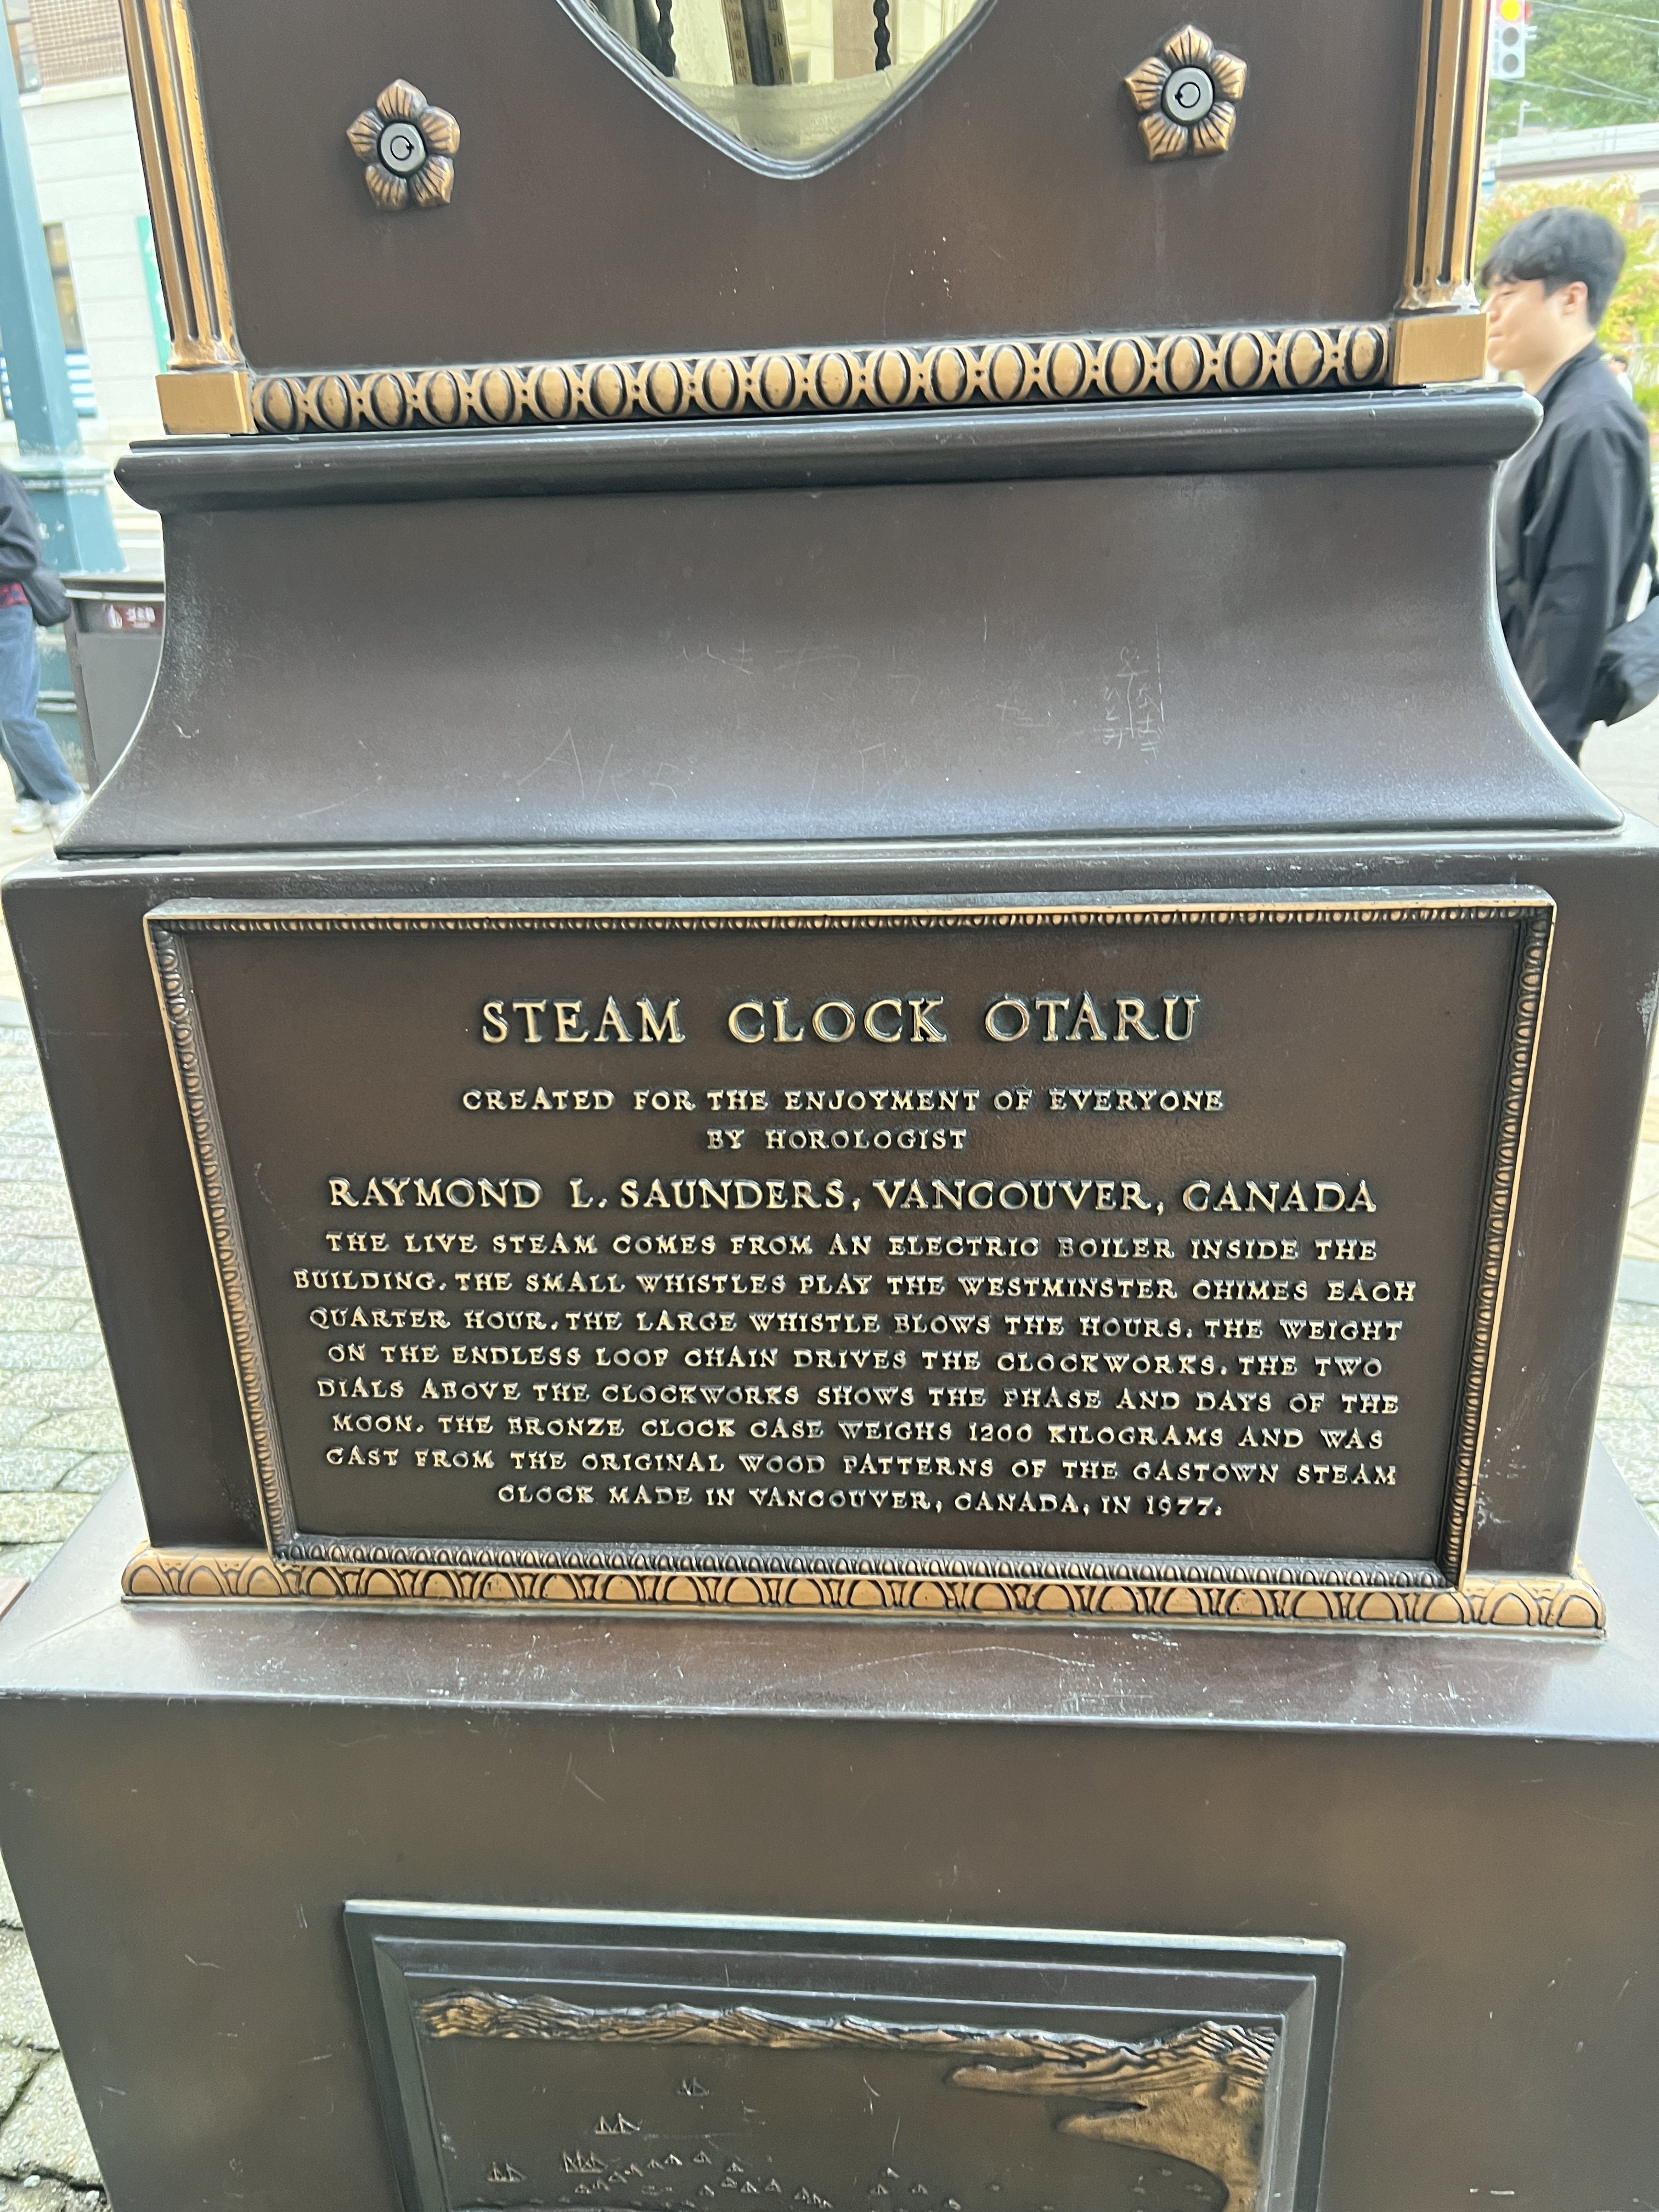 STEAM CLOCK OTARU
CREATED FOR THE ENJOYMENT OF EVERYONE
BY HOROLOGIST
RAYMOND L. SAUNDERS, VANCOUVER, CANADA
THE LIVE STEAM COMES FROM AN ELECTRIC BOILER INSIDE THE
BUILDING. THE SMALL WHISTLES PLAY THE WESTMINSTER CHIMES EACH
QUARTER HOUR. THE LARGE WHISTLE BLOWS THE HOURS. THE WEIGHT
ON THE ENDLESS LOOP CHAIN DRIVES THE CLOCKWORKS. THE TWO
DIALS ABOVE THE CLOCKWORKS SHOWS THE PHASE AND DAYS OF THE
MOON. THE BRONZE CLOCK CASE WEIGHS 1200 KILOGRAMS AND WAS
CAST FROM THE ORIGINAL WOOD PATTERNS OF THE GASTOWN STEAM
CLOCK MADE IN VANCOUVER, CANADA, IN 1977.